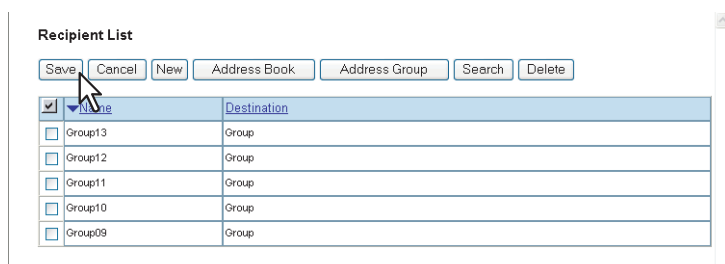 Recipient List
Save Cancel New Address Book Address Group Search Delete
Name Destination
Group13 Group
Group12 Group
Group11 Group
Group10 Group
Group09 Group